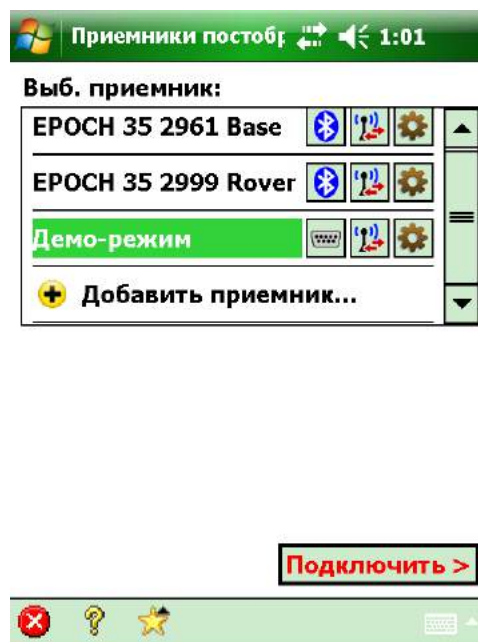 Приемники постобр 1:01
Выб. приемник:
EPOCH 35 2961 Base
EPOCH 35 2999 Rover
Демо-режим
Добавить приемник...
Подключить >